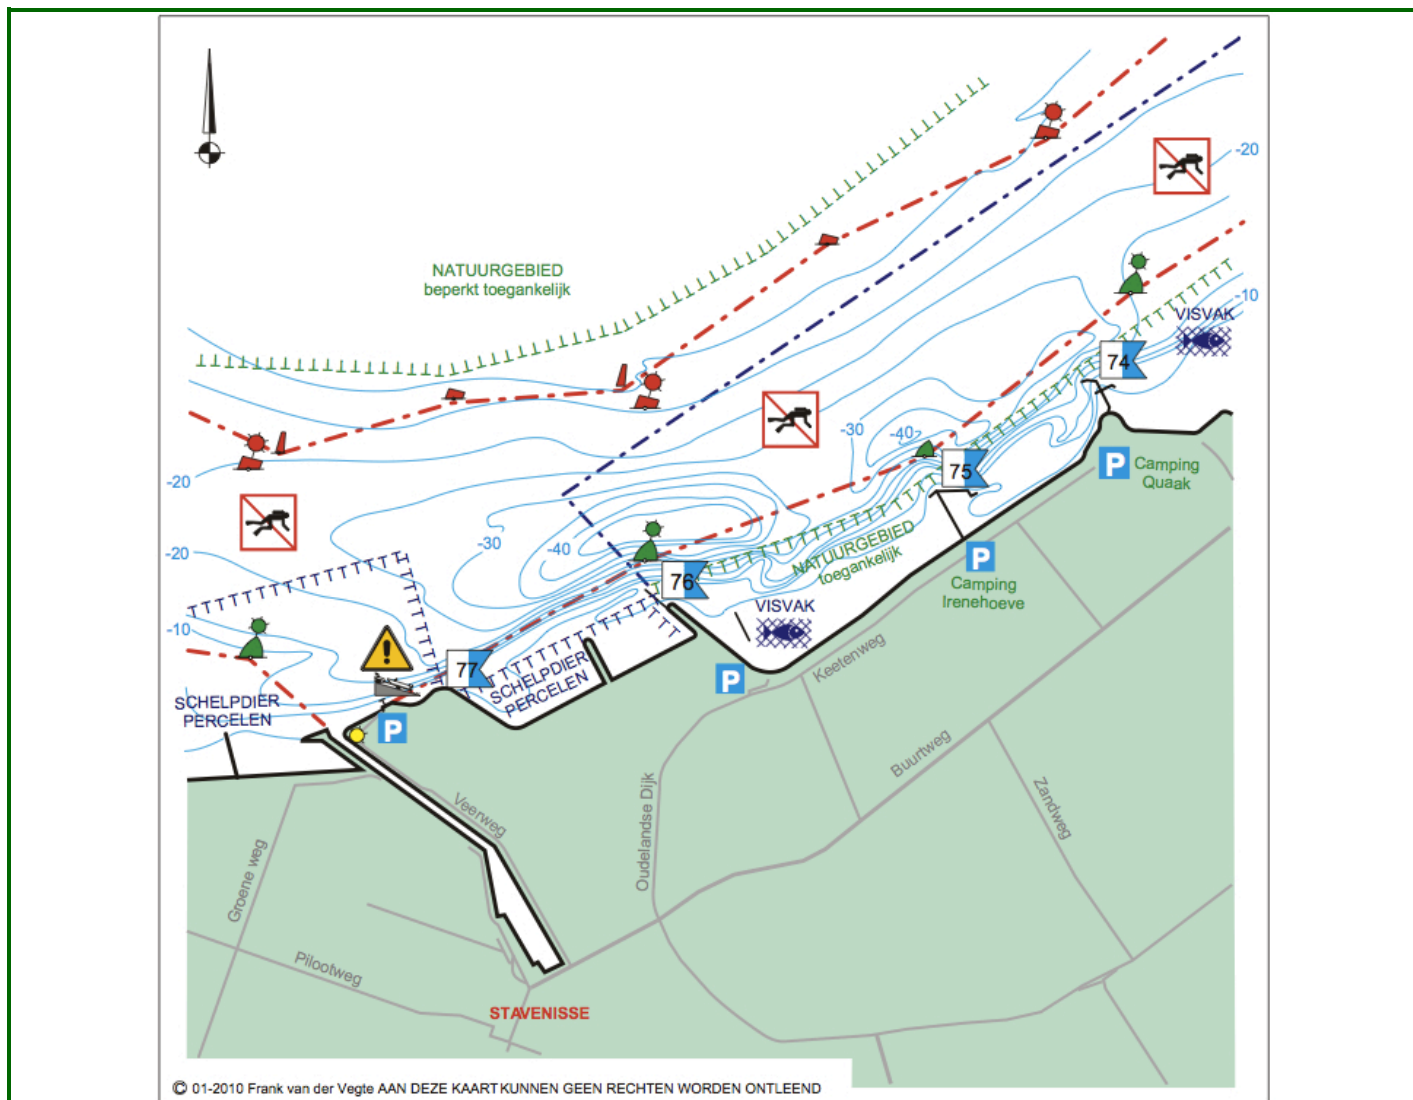 -20
NATUURGEBIED
beperkt toegankelijk
-10
VISVAK
74
-30
-40
75
P
Camping
Quaak
-20
-30
-40
NATUURGEBIED
toegankelijk
P
Camping
Irenehoeve
-20
76
VISVAK
-10
77
SCHELPDIER
PERCELEN
P
Keetenweg
SCHELPDIER
PERCELEN
P
Buurtweg
Veerweg
Oudelandse Dijk
Zandweg
Groene weg
Pilootweg
STAVENISSE
© 01-2010 Frank van der Vegte AAN DEZE KAART KUNNEN GEEN RECHTEN WORDEN ONTLEEND